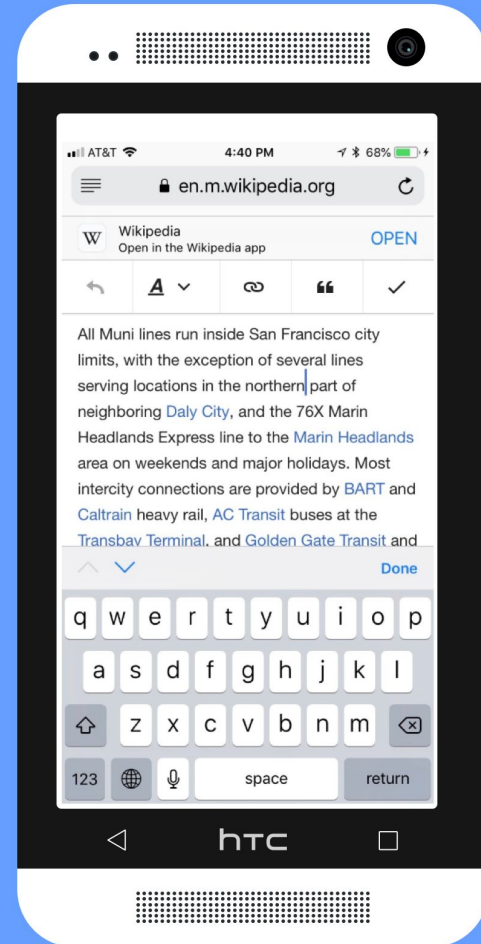 AT&T 4:40 PM 68%
en.m.wikipedia.org
W Wikipedia
Open in the Wikipedia app OPEN
A
All Muni lines run inside San Francisco city
limits, with the exception of several lines
serving locations in the northern part of
neighboring Daly City, and the 76X Marin
Headlands Express line to the Marin Headlands
area on weekends and major holidays. Most
intercity connections are provided by BART and
Caltrain heavy rail, AC Transit buses at the
Transbay Terminal, and Golden Gate Transit and
Done
q w e r t y u i o p
a s d f g h j k l
z x c v b n m
123 space return
hTC